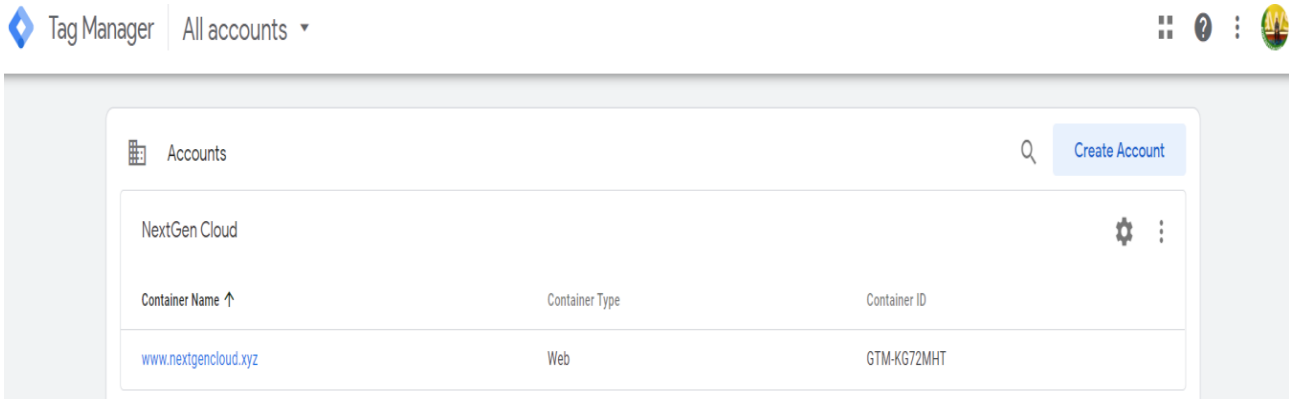 Tag Manager All accounts
Accounts Create Account
NextGen Cloud
Container Name Container Type Container ID
www.nextgencloud.xyz Web GTM-KG72MHT